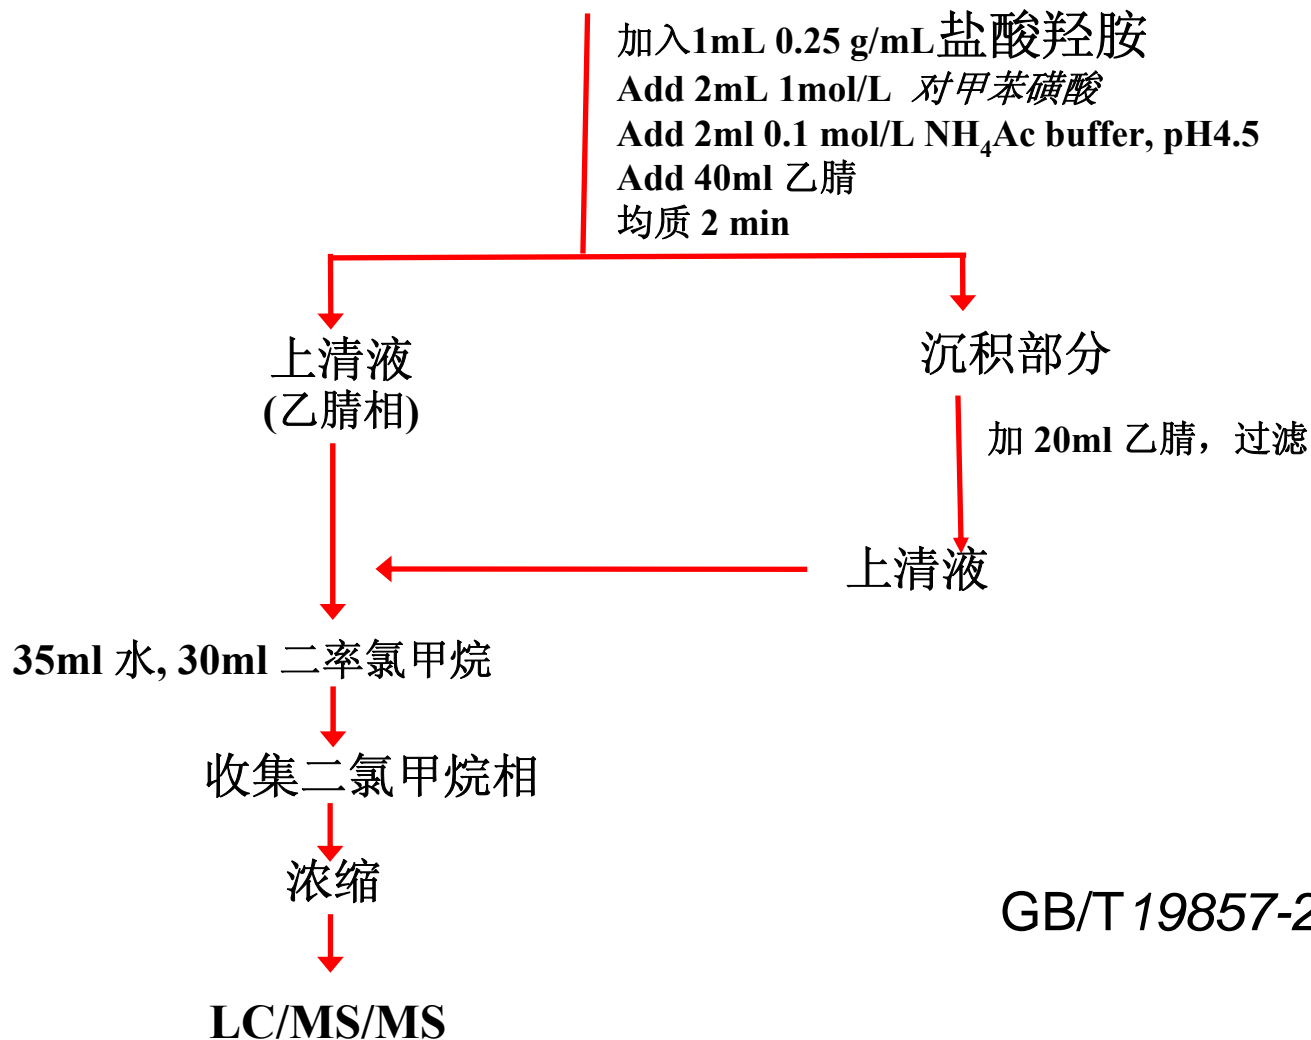 加入1mL 0.25 g/mL盐酸羟胺
Add 2mL 1mol/L 对甲苯磺酸
Add 2ml 0.1 mol/L NH₄Ac buffer, pH4.5
Add 40ml 乙腈
均质 2 min
上清液
(乙腈相)
沉积部分
加 20ml 乙腈，过滤
上清液
35ml 水, 30ml 二率氯甲烷
收集二氯甲烷相
浓缩
GB/T19857-2
LC/MS/MS